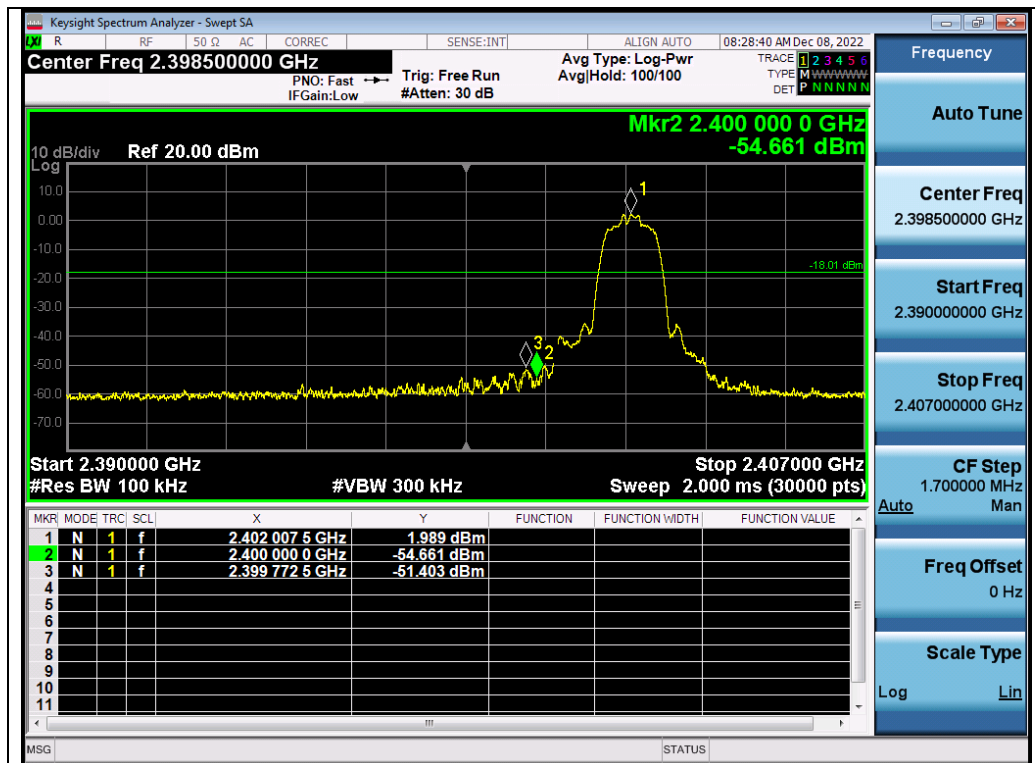 Keysight Spectrum Analyzer - Swept SA
LXI R RF 50 Ω AC CORREC SENSE:INT ALIGN AUTO 08:28:40 AM Dec 08, 2022
Center Freq 2.398500000 GHz
PNO: Fast
IFGain:Low
Trig: Free Run
#Atten: 30 dB
Avg Type: Log-Pwr
Avg|Hold: 100/100
TRACE 1 2 3 4 5 6
TYPE M WWWWW
DET P N N N N N
Mkr2 2.400 000 0 GHz
-54.661 dBm
10 dB/div Ref 20.00 dBm
Log
10.0
0.00
-10.0
-20.0
-30.0
-40.0
-50.0
-60.0
-70.0
1
-18.01 dBm
3
2
Start 2.390000 GHz Stop 2.407000 GHz
#Res BW 100 kHz #VBW 300 kHz Sweep 2.000 ms (30000 pts)
MKR MODE TRC SCL X Y FUNCTION FUNCTION WIDTH FUNCTION VALUE
1 N 1 f 2.402 007 5 GHz 1.989 dBm
2 N 1 f 2.400 000 0 GHz -54.661 dBm
3 N 1 f 2.399 772 5 GHz -51.403 dBm
4
5
6
7
8
9
10
11
MSG STATUS
Frequency
Auto Tune
Center Freq
2.398500000 GHz
Start Freq
2.390000000 GHz
Stop Freq
2.407000000 GHz
CF Step
1.700000 MHz
Auto Man
Freq Offset
0 Hz
Scale Type
Log Lin